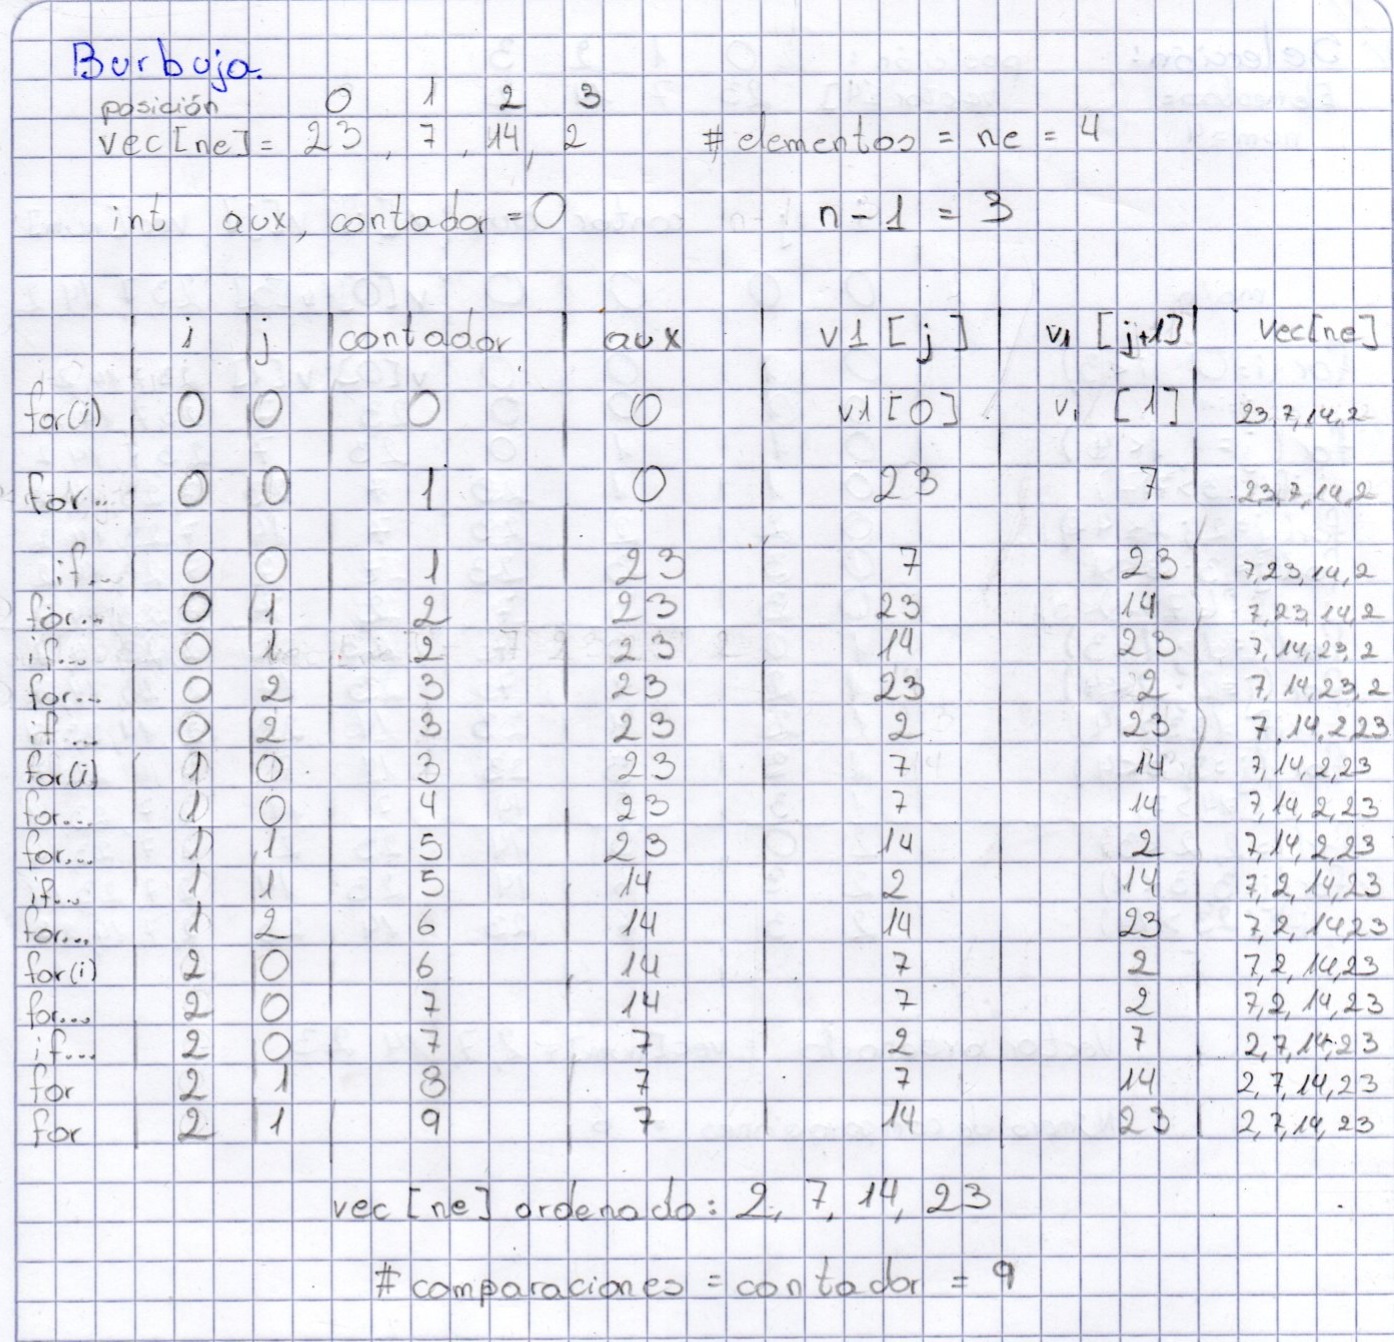 Burbuja.
posición 0 1 2 3
vec[ne] = 23, 7, 14, 2 # elementos = ne = 4
int aux, contador = 0 n - 1 = 3
i j contador aux v1 [j] v1 [j+1] vec[ne]
for(i) 0 0 0 0 v1[0] v1 [1] 23,7,14,2
for... 0 0 1 0 23 7 23,7,14,2
if... 0 0 1 23 7 23 7,23,14,2
for... 0 1 2 23 23 14 7,23,14,2
if... 0 1 2 23 14 23 7,14,23,2
for... 0 2 3 23 23 2 7,14,23,2
if... 0 2 3 23 2 23 7,14,2,23
for(i) 1 0 3 23 7 14 7,14,2,23
for... 1 0 4 23 7 14 7,14,2,23
for... 1 1 5 23 14 2 7,14,2,23
if... 1 1 5 14 2 14 7,2,14,23
for... 1 2 6 14 14 23 7,2,14,23
for(i) 2 0 6 14 7 2 7,2,14,23
for... 2 0 7 14 7 2 7,2,14,23
if... 2 0 7 7 2 7 2,7,14,23
for 2 1 8 7 7 14 2,7,14,23
for 2 1 9 7 14 23 2,7,14,23
vec [ne] ordenado: 2, 7, 14, 23
# comparaciones = contador = 9